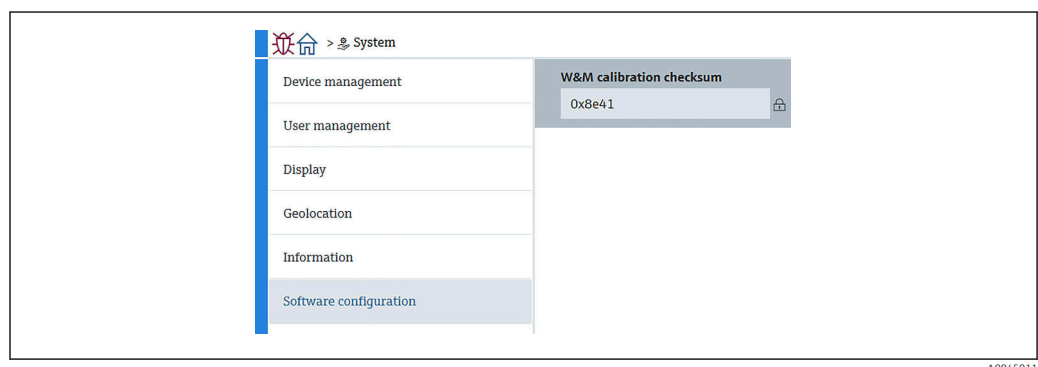 > System
Device management
User management
Display
Geolocation
Information
Software configuration
W&M calibration checksum
0x8e41